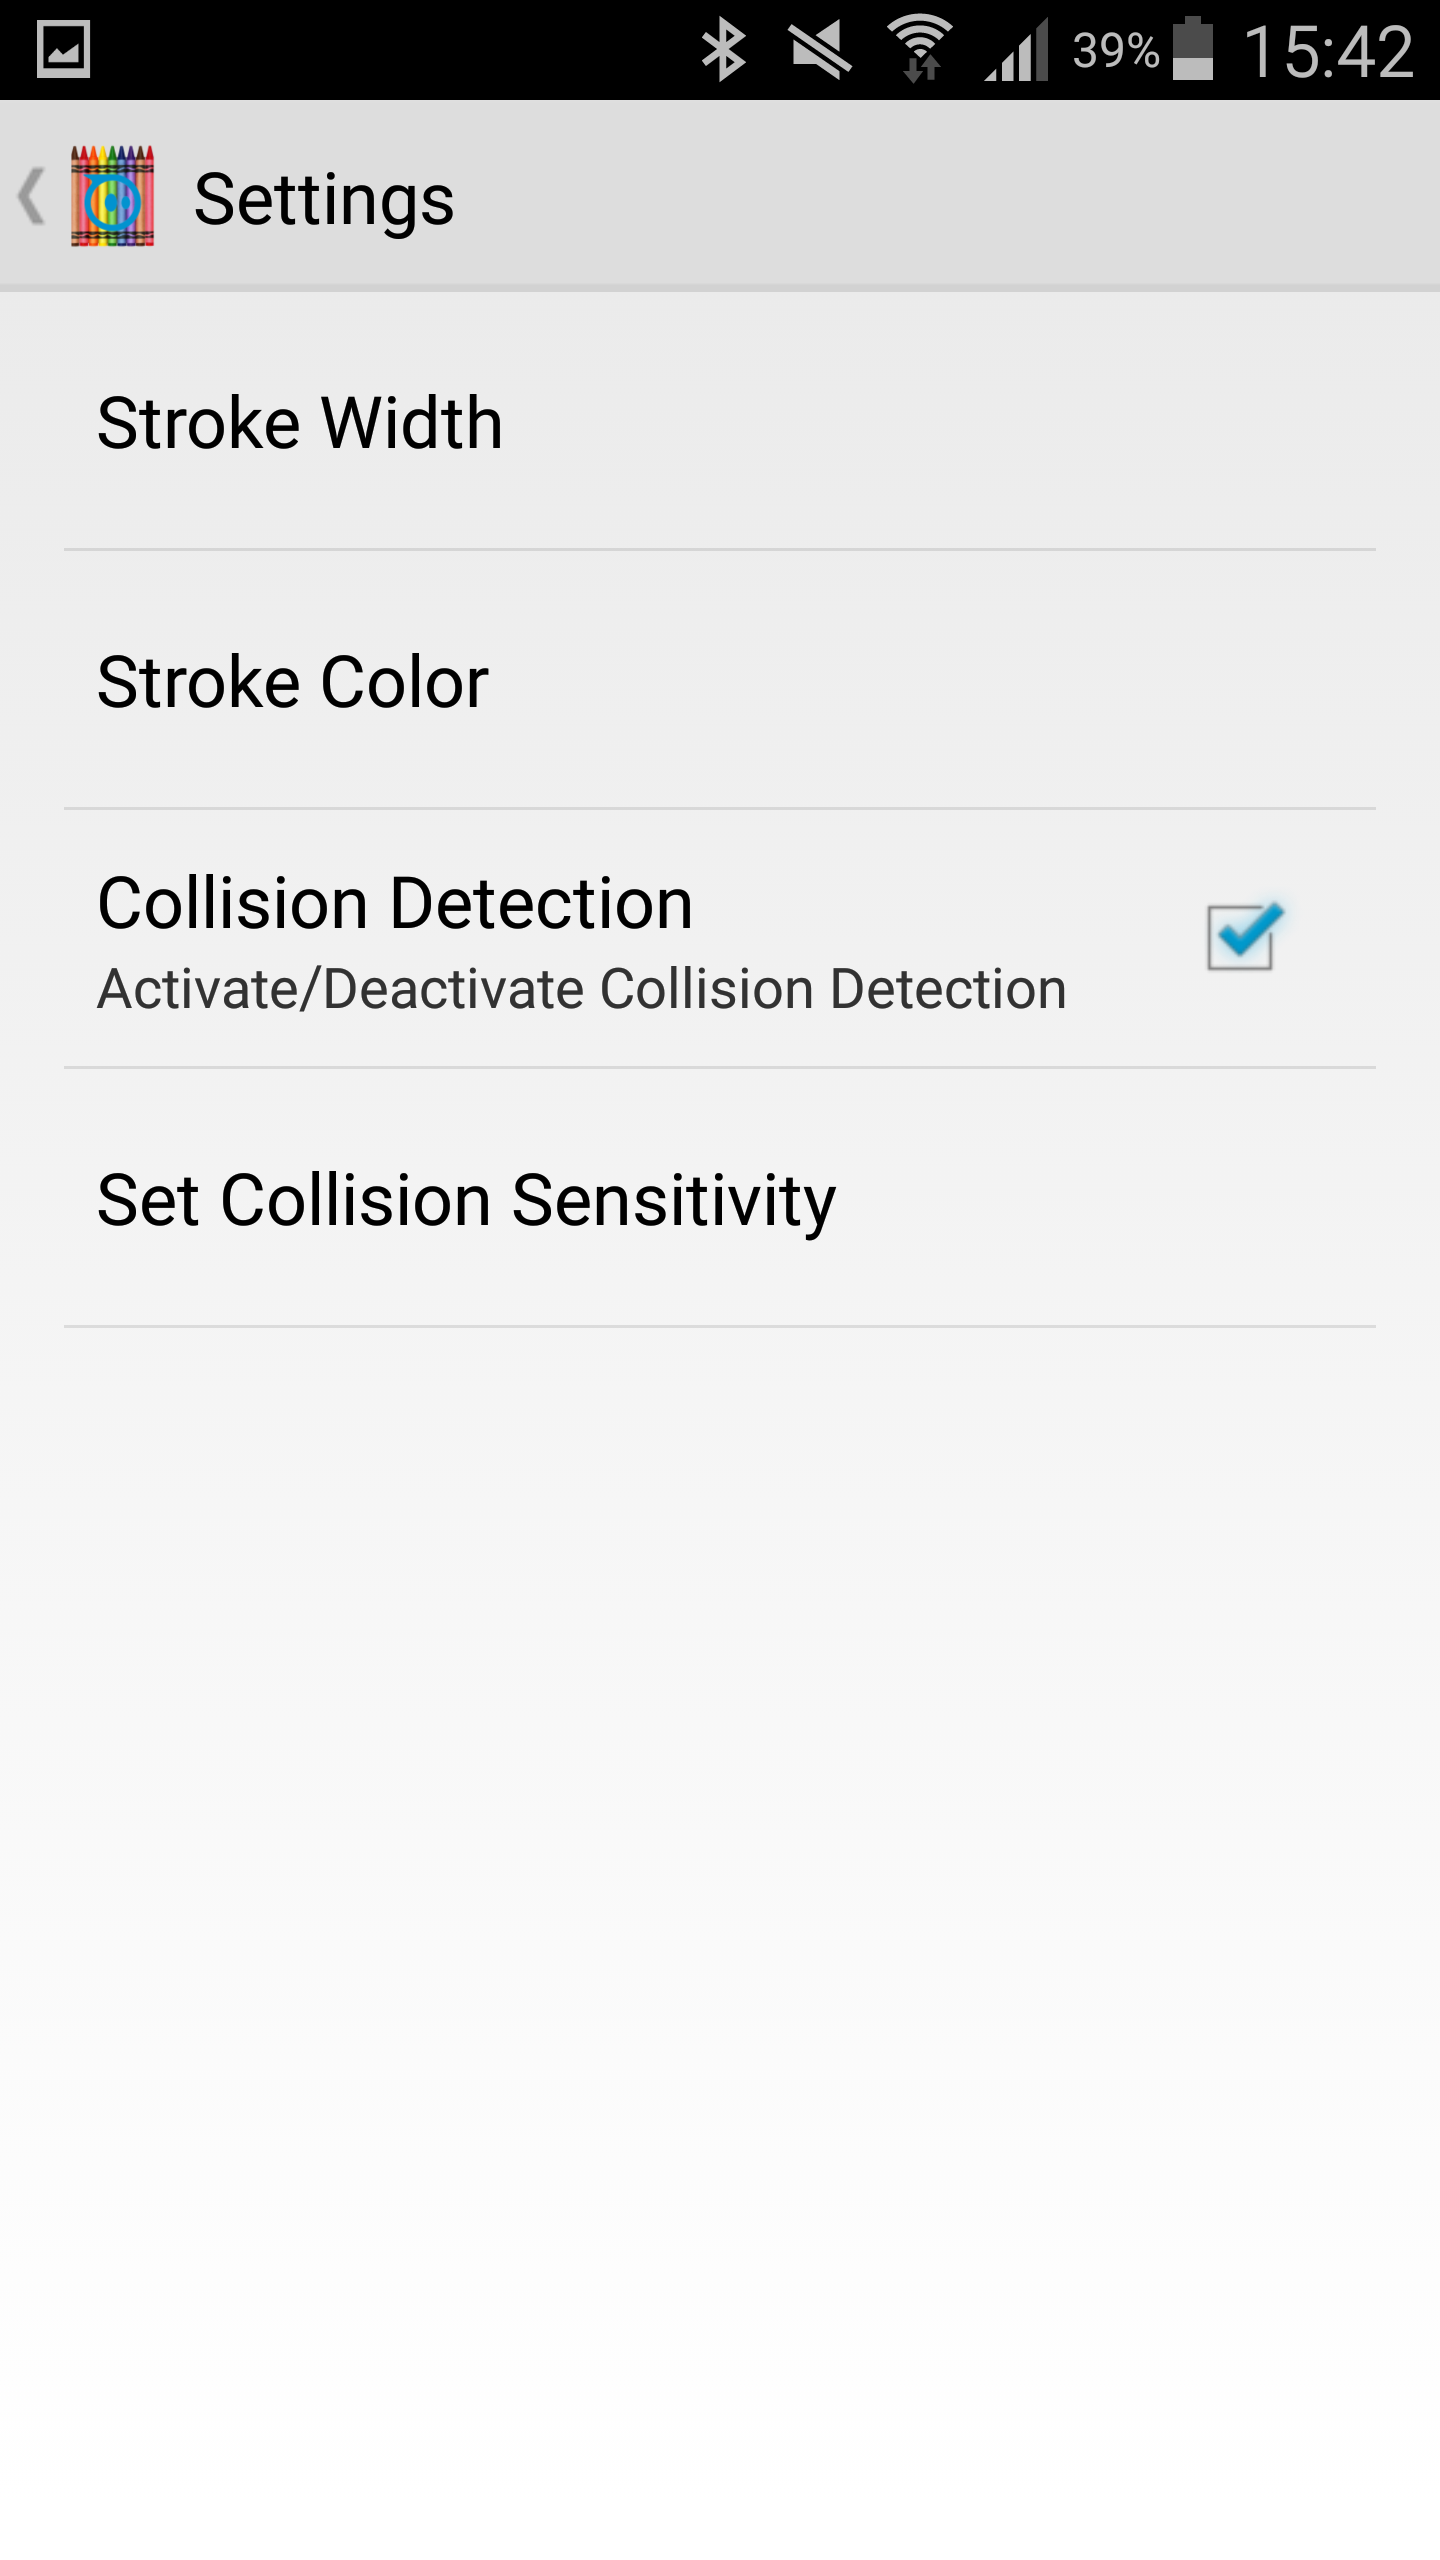 39% 15:42
Settings
Stroke Width
Stroke Color
Collision Detection
Activate/Deactivate Collision Detection
Set Collision Sensitivity